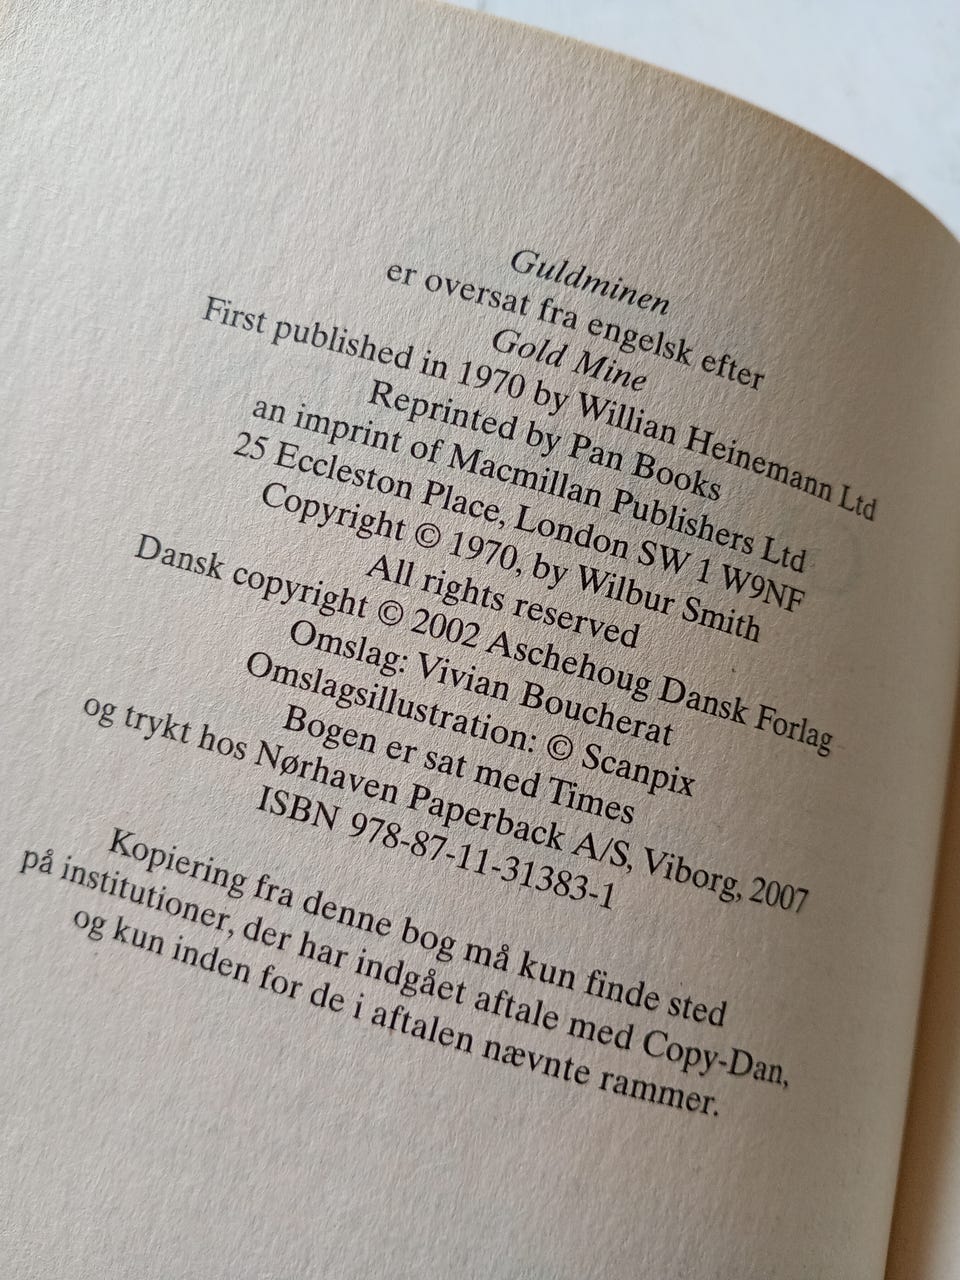 Guldminen
er oversat fra engelsk efter
Gold Mine
First published in 1970 by Willian Heinemann Ltd
Reprinted by Pan Books
an imprint of Macmillan Publishers Ltd
25 Eccleston Place, London SW 1 W9NF
Copyright © 1970, by Wilbur Smith
All rights reserved
Dansk copyright © 2002 Aschehoug Dansk Forlag
Omslag: Vivian Boucherat
Omslagsillustration: © Scanpix
Bogen er sat med Times
og trykt hos Nørhaven Paperback A/S, Viborg, 2007
ISBN 978-87-11-31383-1
Kopiering fra denne bog må kun finde sted
på institutioner, der har indgået aftale med Copy-Dan,
og kun inden for de i aftalen nævnte rammer.